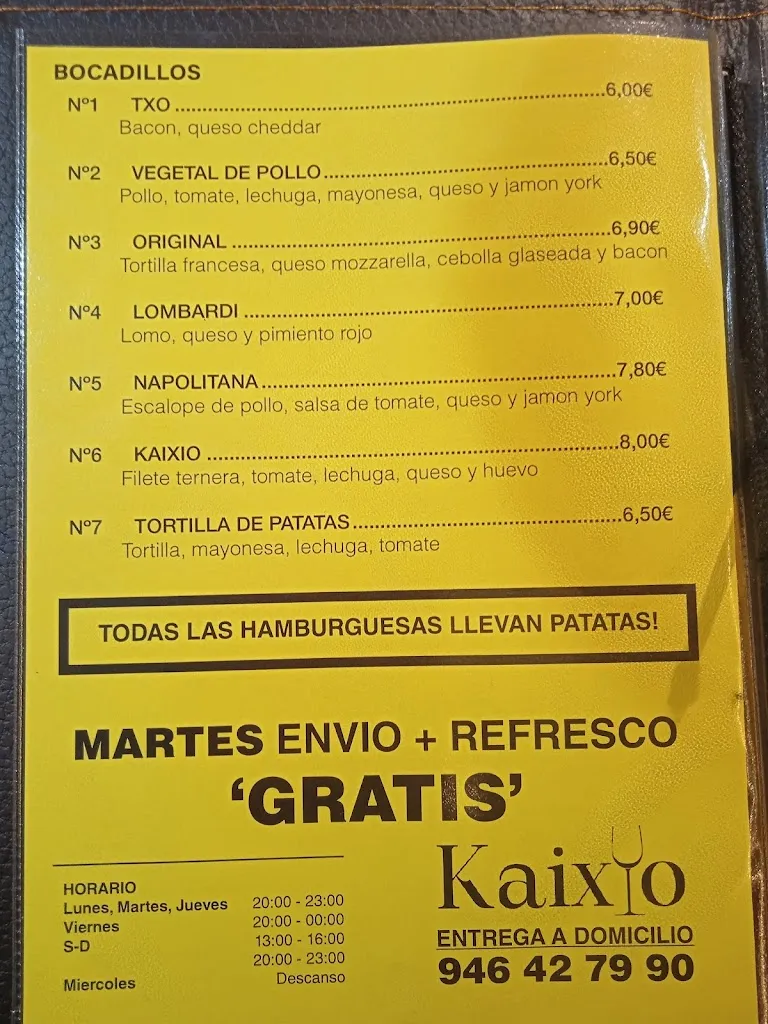 BOCADILLOS
Nº1 TXO ...........................................................................6,00€
Bacon, queso cheddar
Nº2 VEGETAL DE POLLO..................................................6,50€
Pollo, tomate, lechuga, mayonesa, queso y jamon york
Nº3 ORIGINAL ..................................................................6,90€
Tortilla francesa, queso mozzarella, cebolla glaseada y bacon
Nº4 LOMBARDI .................................................................7,00€
Lomo, queso y pimiento rojo
Nº5 NAPOLITANA..............................................................7,80€
Escalope de pollo, salsa de tomate, queso y jamon york
Nº6 KAIXIO ........................................................................8,00€
Filete ternera, tomate, lechuga, queso y huevo
Nº7 TORTILLA DE PATATAS...............................................6,50€
Tortilla, mayonesa, lechuga, tomate
TODAS LAS HAMBURGUESAS LLEVAN PATATAS!
MARTES ENVIO + REFRESCO
‘GRATIS’
HORARIO
Lunes, Martes, Jueves 20:00 - 23:00
Viernes 20:00 - 00:00
S-D 13:00 - 16:00
20:00 - 23:00
Miercoles Descanso
Kaixio
ENTREGA A DOMICILIO
946 42 79 90